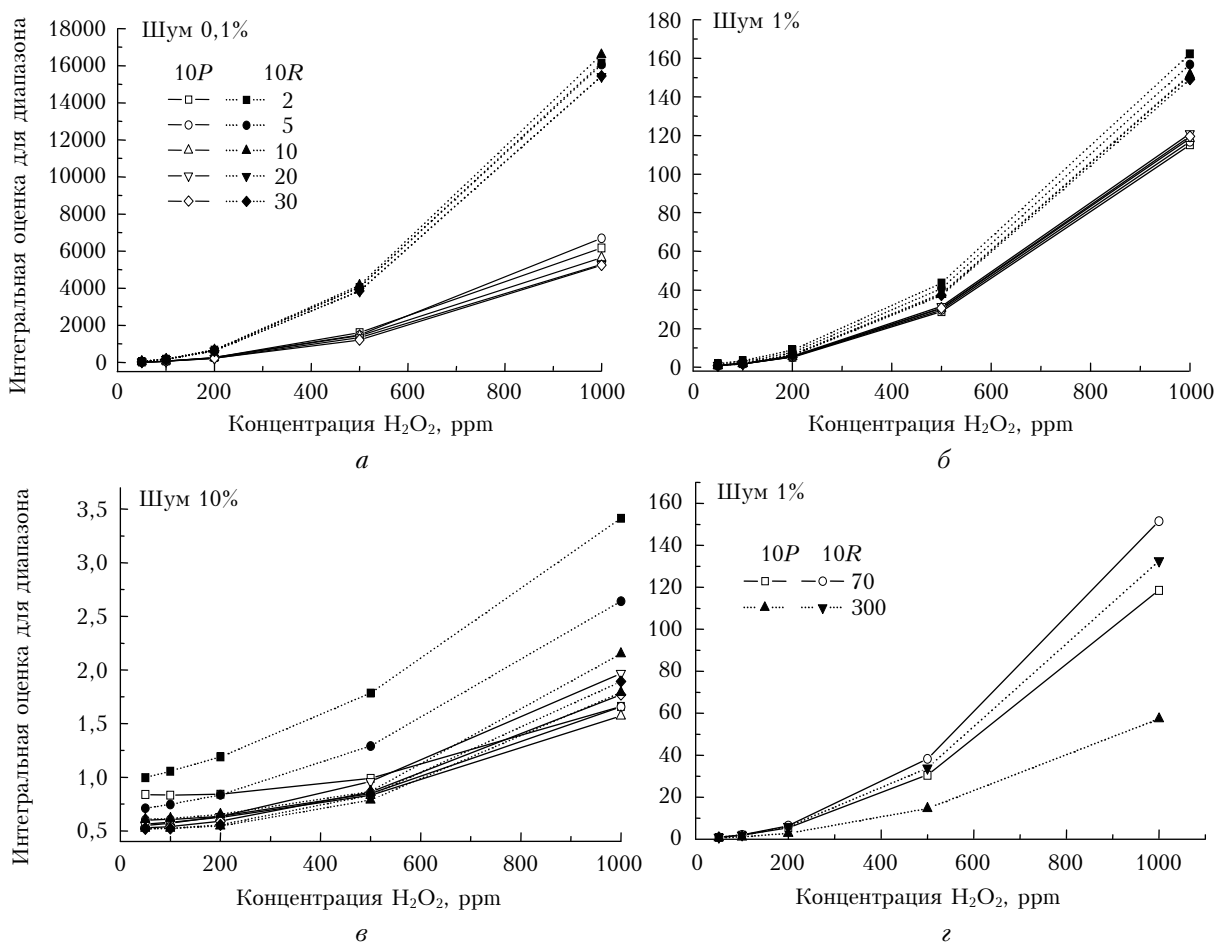 Интегральная оценка для диапазона
Шум 0,1%
10P 10R
2
5
10
20
30
18000
16000
14000
12000
10000
8000
6000
4000
2000
0
0 200 400 600 800 1000
Концентрация H₂O₂, ppm
а
Шум 1%
180
160
140
120
100
80
60
40
20
0
0 200 400 600 800 1000
Концентрация H₂O₂, ppm
б
Интегральная оценка для диапазона
Шум 10%
3,5
3,0
2,5
2,0
1,5
1,0
0,5
0 200 400 600 800 1000
Концентрация H₂O₂, ppm
в
Шум 1%
10P 10R
70
300
160
140
120
100
80
60
40
20
0
0 200 400 600 800 1000
Концентрация H₂O₂, ppm
г